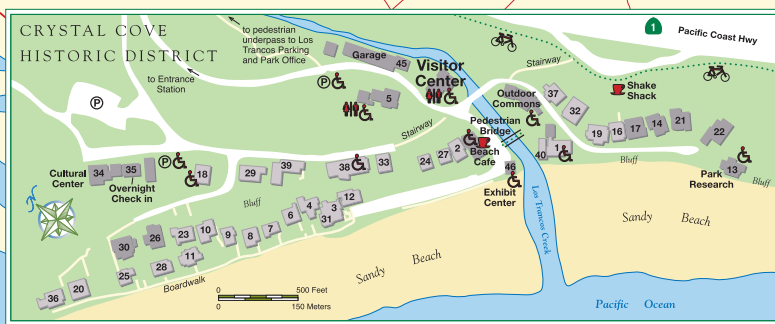 CRYSTAL COVE
HISTORIC DISTRICT
to pedestrian
underpass to Los
Trancos Parking
and Park Office
to Entrance
Station
1
Pacific Coast Hwy
Garage
45
Visitor
Center
Stairway
P
P
5
Outdoor
Commons
37
32
Shake
Shack
Stairway
Pedestrian
Bridge
19
16
17
14
21
22
Beach
Cafe
40
1
Bluff
P
Cultural
Center
34
35
Overnight
Check in
18
29
39
38
33
24
27
2
46
Exhibit
Center
Park
Research
13
Bluff
N
Bluff
6
4
3
31
12
Los Trancos Creek
Sandy Beach
30
26
23
10
9
8
7
25
28
11
Boardwalk
Sandy Beach
36
20
0 500 Feet
0 150 Meters
Pacific Ocean